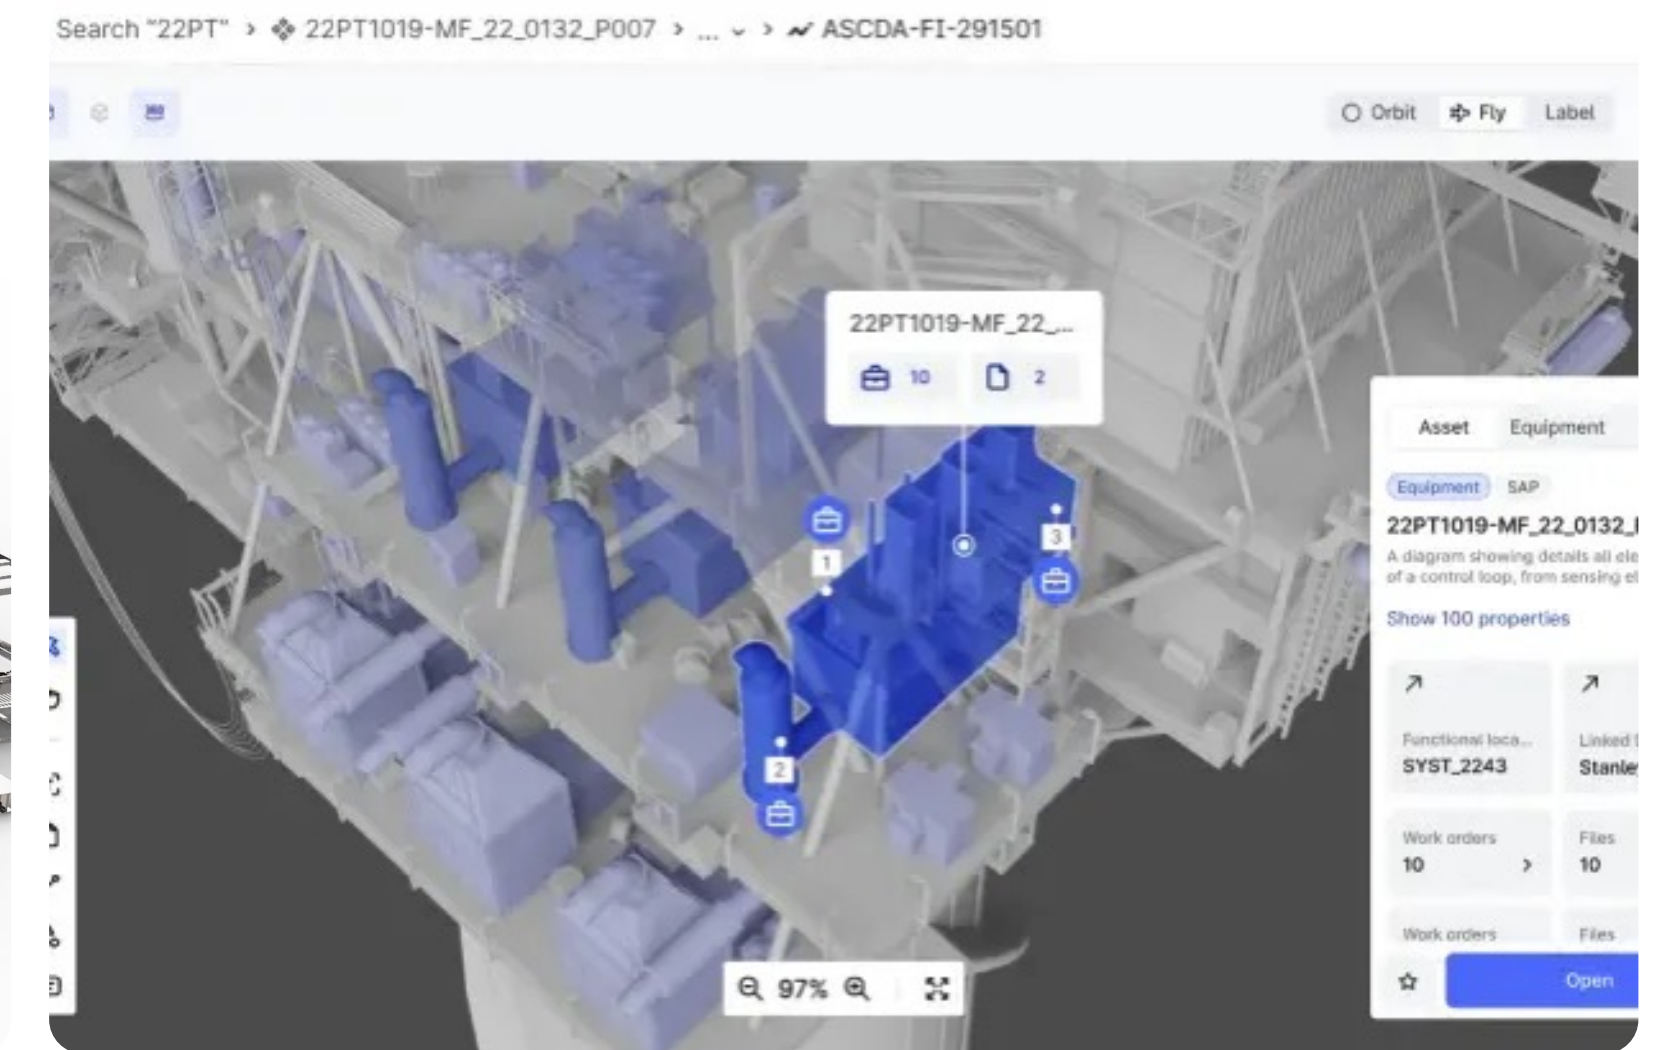 Search "22PT" > 22PT1019-MF_22_0132_P007 > ... > ASCDA-FI-291501
360
Orbit Fly Label
22PT1019-MF_22_...
10 2
1
3
2
Asset Equipment
Equipment SAP
22PT1019-MF_22_0132_
A diagram showing details all ele
of a control loop, from sensing el
Show 100 properties
Functional loca... Linked
SYST_2243 Stanle
Work orders Files
10 > 10
Work orders Files
Open
97%